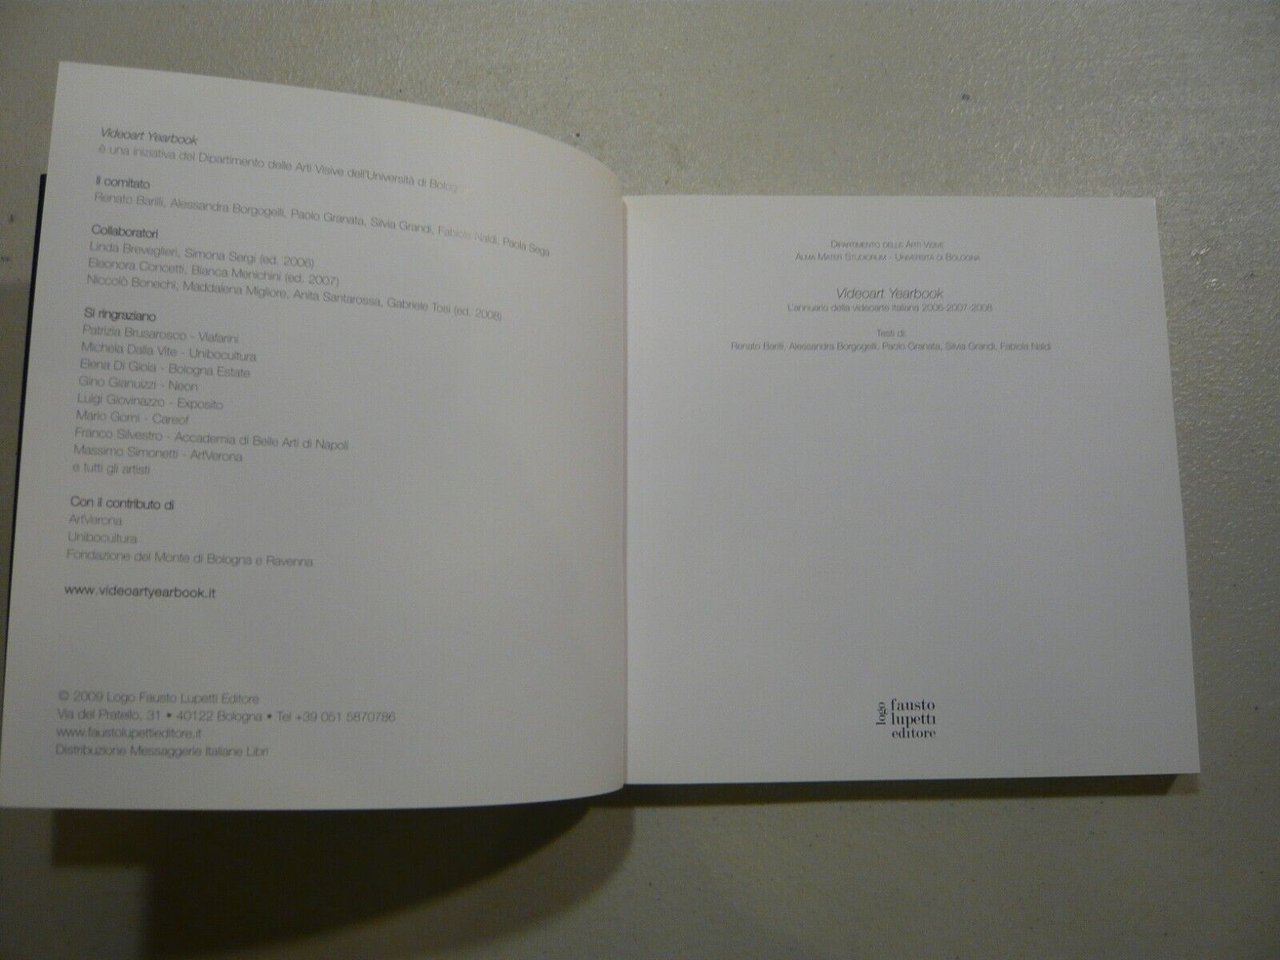 Videoart Yearbook
è una iniziativa del Dipartimento delle Arti Visive dell'Università di Bologna
Il comitato
Renato Barilli, Alessandra Borgogelli, Paolo Granata, Silvia Grandi, Fabiola Naldi, Paola Sega
Collaboratori
Linda Breveglieri, Simona Sergi (ed. 2006)
Eleonora Concetti, Bianca Menichini (ed. 2007)
Niccolò Bonechi, Maddalena Migliore, Anita Santarossa, Gabriele Tosi (ed. 2008)
Si ringraziano
Patrizia Brusarosco - Viafarini
Michela Dalla Vite - Unibocultura
Elena Di Gioia - Bologna Estate
Gino Gianuizzi - Neon
Luigi Giovinazzo - Exposito
Mario Gorni - Careof
Franco Silvestro - Accademia di Belle Arti di Napoli
Massimo Simonetti - ArtVerona
e tutti gli artisti
Con il contributo di
ArtVerona
Unibocultura
Fondazione del Monte di Bologna e Ravenna
www.videoartyearbook.it
© 2009 Logo Fausto Lupetti Editore
Via del Pratello, 31 • 40122 Bologna • Tel +39 051 5870786
www.faustolupettieditore.it
Distribuzione Messaggerie Italiane Libri
Dipartimento delle Arti Visive
Alma Mater Studiorum - Università di Bologna
Videoart Yearbook
L'annuario della videoarte italiana 2006-2007-2008
Testi di:
Renato Barilli, Alessandra Borgogelli, Paolo Granata, Silvia Grandi, Fabiola Naldi
logo
fausto
lupetti
editore